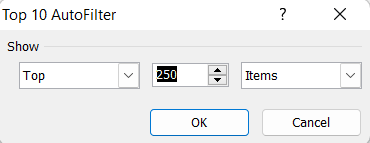 Top 10 AutoFilter ? ×
Show
Top 250 Items
OK Cancel